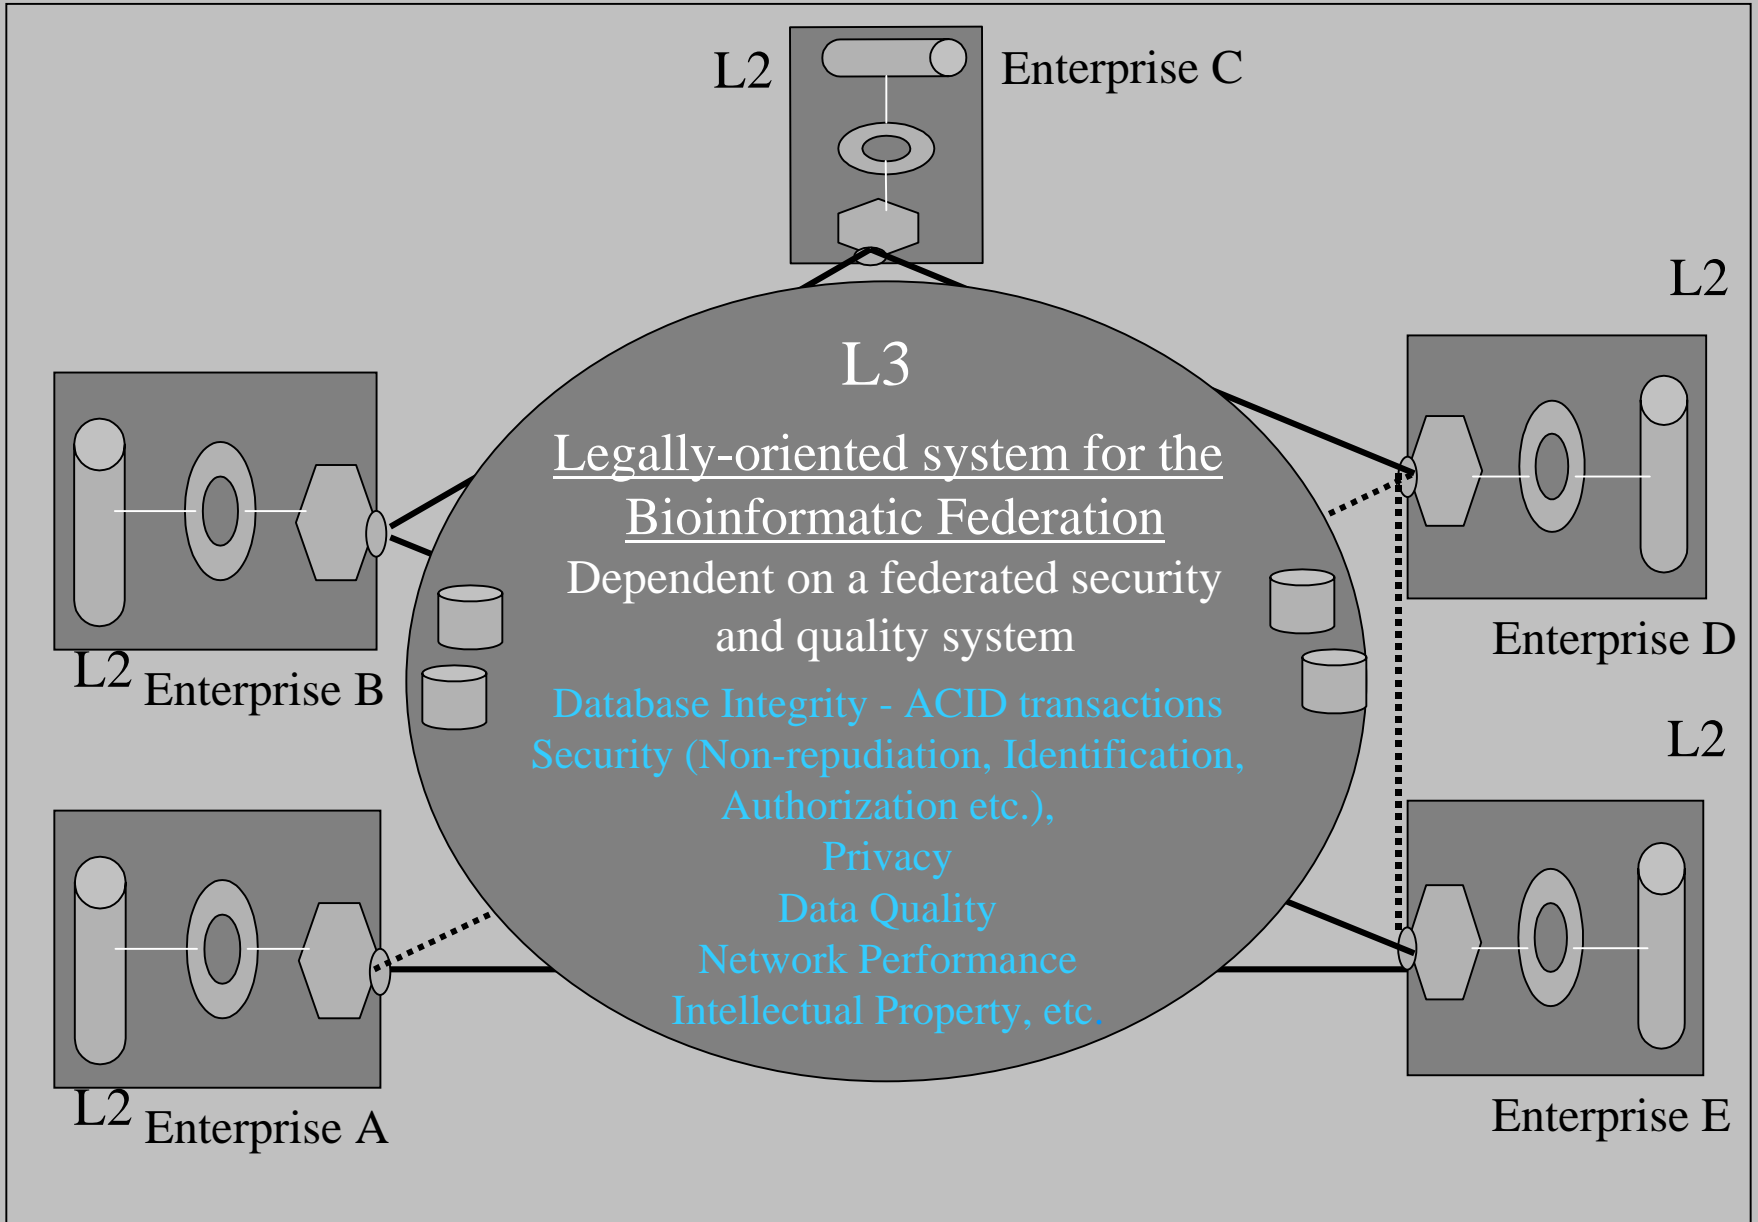 L2
Enterprise C
L2
L3
Legally-oriented system for the
Bioinformatic Federation
Dependent on a federated security
and quality system
Database Integrity - ACID transactions
Security (Non-repudiation, Identification,
Authorization etc.),
Privacy
Data Quality
Network Performance
Intellectual Property, etc.
Enterprise D
L2
Enterprise B
L2
L2
Enterprise A
Enterprise E